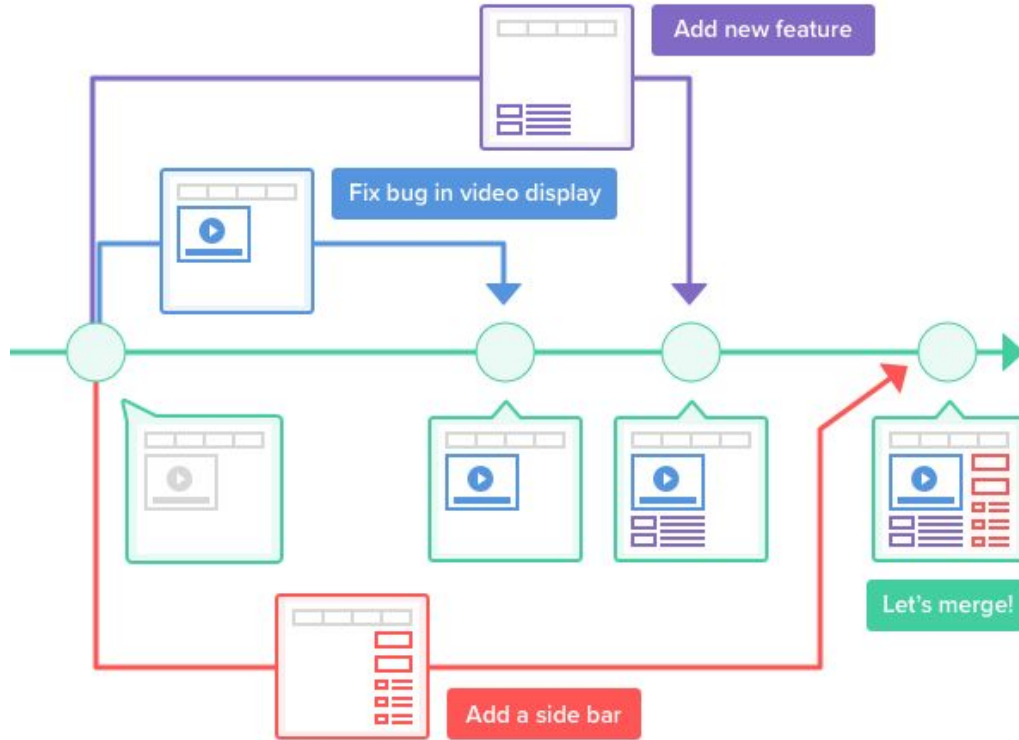 Add new feature
Fix bug in video display
Let's merge!
Add a side bar